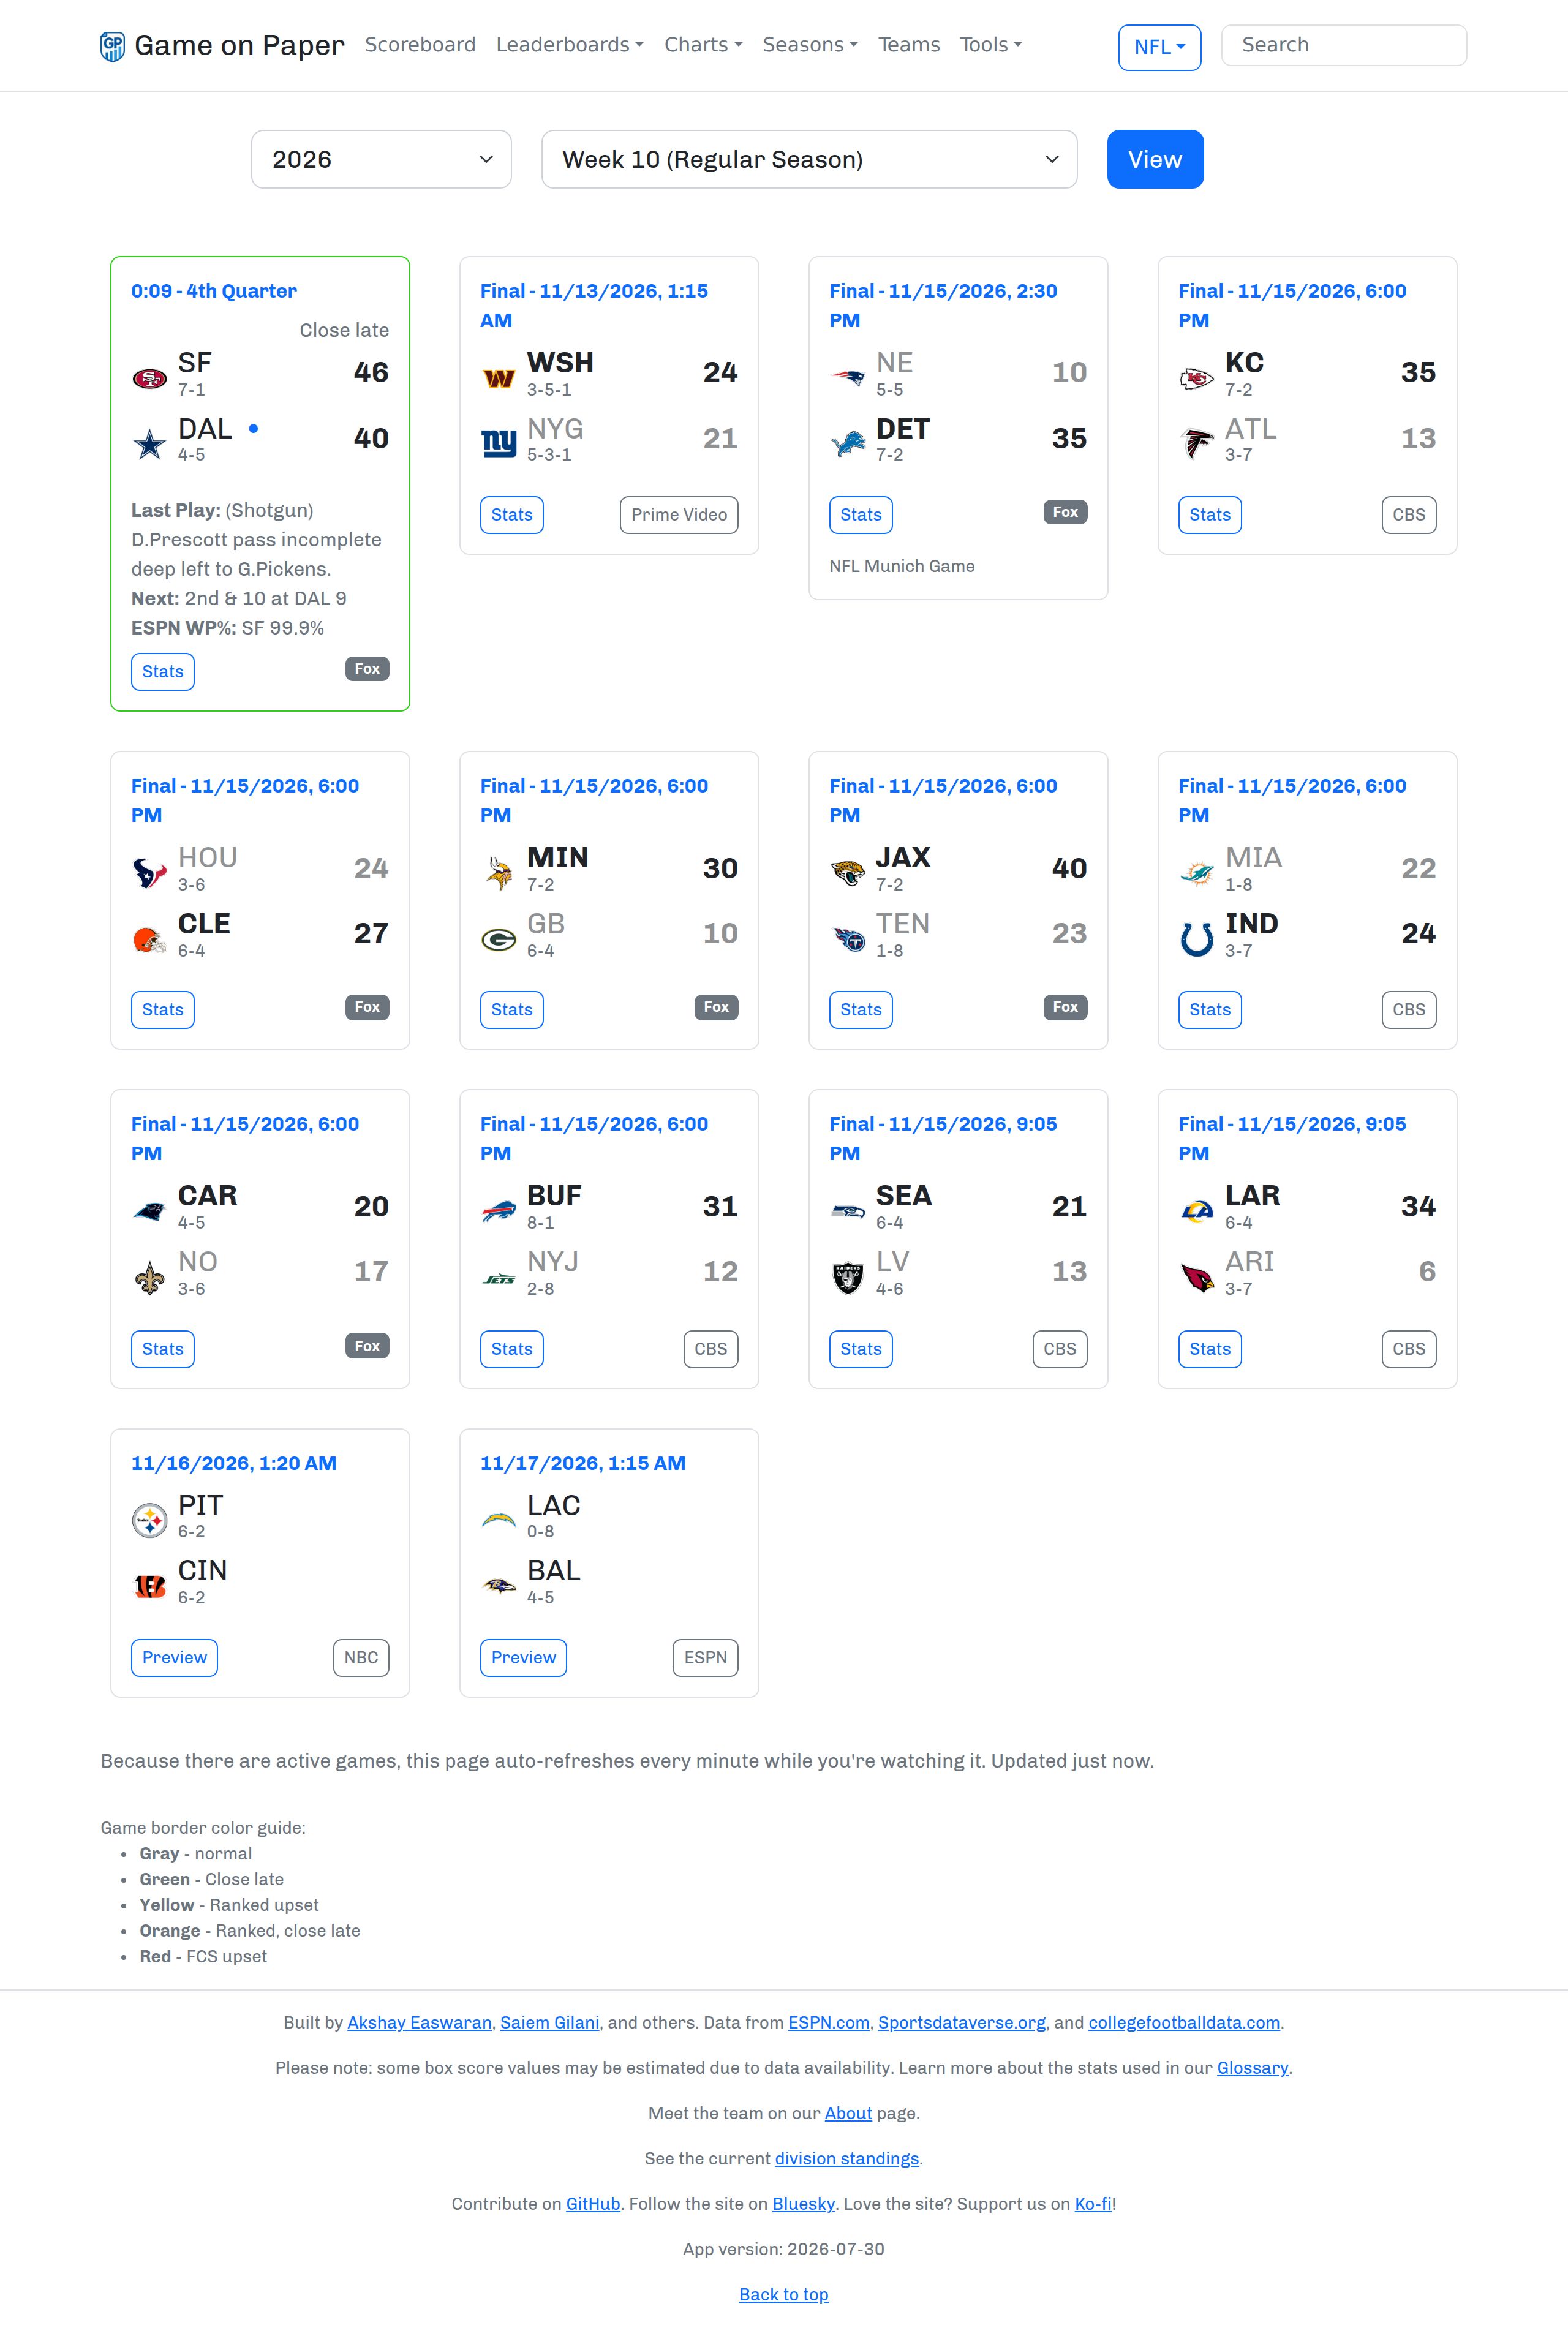 GP Game on Paper Scoreboard Leaderboards Charts Seasons Teams Tools NFL Search
2026 Week 10 (Regular Season) View
0:09 - 4th Quarter
Close late
SF 46
7-1
DAL 40
4-5
Last Play: (Shotgun)
D.Prescott pass incomplete
deep left to G.Pickens.
Next: 2nd & 10 at DAL 9
ESPN WP%: SF 99.9%
Stats Fox
Final - 11/13/2026, 1:15
AM
WSH 24
3-5-1
NYG 21
5-3-1
Stats Prime Video
Final - 11/15/2026, 2:30
PM
NE 10
5-5
DET 35
7-2
Stats Fox
NFL Munich Game
Final - 11/15/2026, 6:00
PM
KC 35
7-2
ATL 13
3-7
Stats CBS
Final - 11/15/2026, 6:00
PM
HOU 24
3-6
CLE 27
6-4
Stats Fox
Final - 11/15/2026, 6:00
PM
MIN 30
7-2
GB 10
6-4
Stats Fox
Final - 11/15/2026, 6:00
PM
JAX 40
7-2
TEN 23
1-8
Stats Fox
Final - 11/15/2026, 6:00
PM
MIA 22
1-8
IND 24
3-7
Stats CBS
Final - 11/15/2026, 6:00
PM
CAR 20
4-5
NO 17
3-6
Stats Fox
Final - 11/15/2026, 6:00
PM
BUF 31
8-1
NYJ 12
2-8
Stats CBS
Final - 11/15/2026, 9:05
PM
SEA 21
6-4
LV 13
4-6
Stats CBS
Final - 11/15/2026, 9:05
PM
LAR 34
6-4
ARI 6
3-7
Stats CBS
11/16/2026, 1:20 AM
PIT
6-2
CIN
6-2
Preview NBC
11/17/2026, 1:15 AM
LAC
0-8
BAL
4-5
Preview ESPN
Because there are active games, this page auto-refreshes every minute while you're watching it. Updated just now.
Game border color guide:
• Gray - normal
• Green - Close late
• Yellow - Ranked upset
• Orange - Ranked, close late
• Red - FCS upset
Built by Akshay Easwaran, Saiem Gilani, and others. Data from ESPN.com, Sportsdataverse.org, and collegefootballdata.com.
Please note: some box score values may be estimated due to data availability. Learn more about the stats used in our Glossary.
Meet the team on our About page.
See the current division standings.
Contribute on GitHub. Follow the site on Bluesky. Love the site? Support us on Ko-fi!
App version: 2026-07-30
Back to top